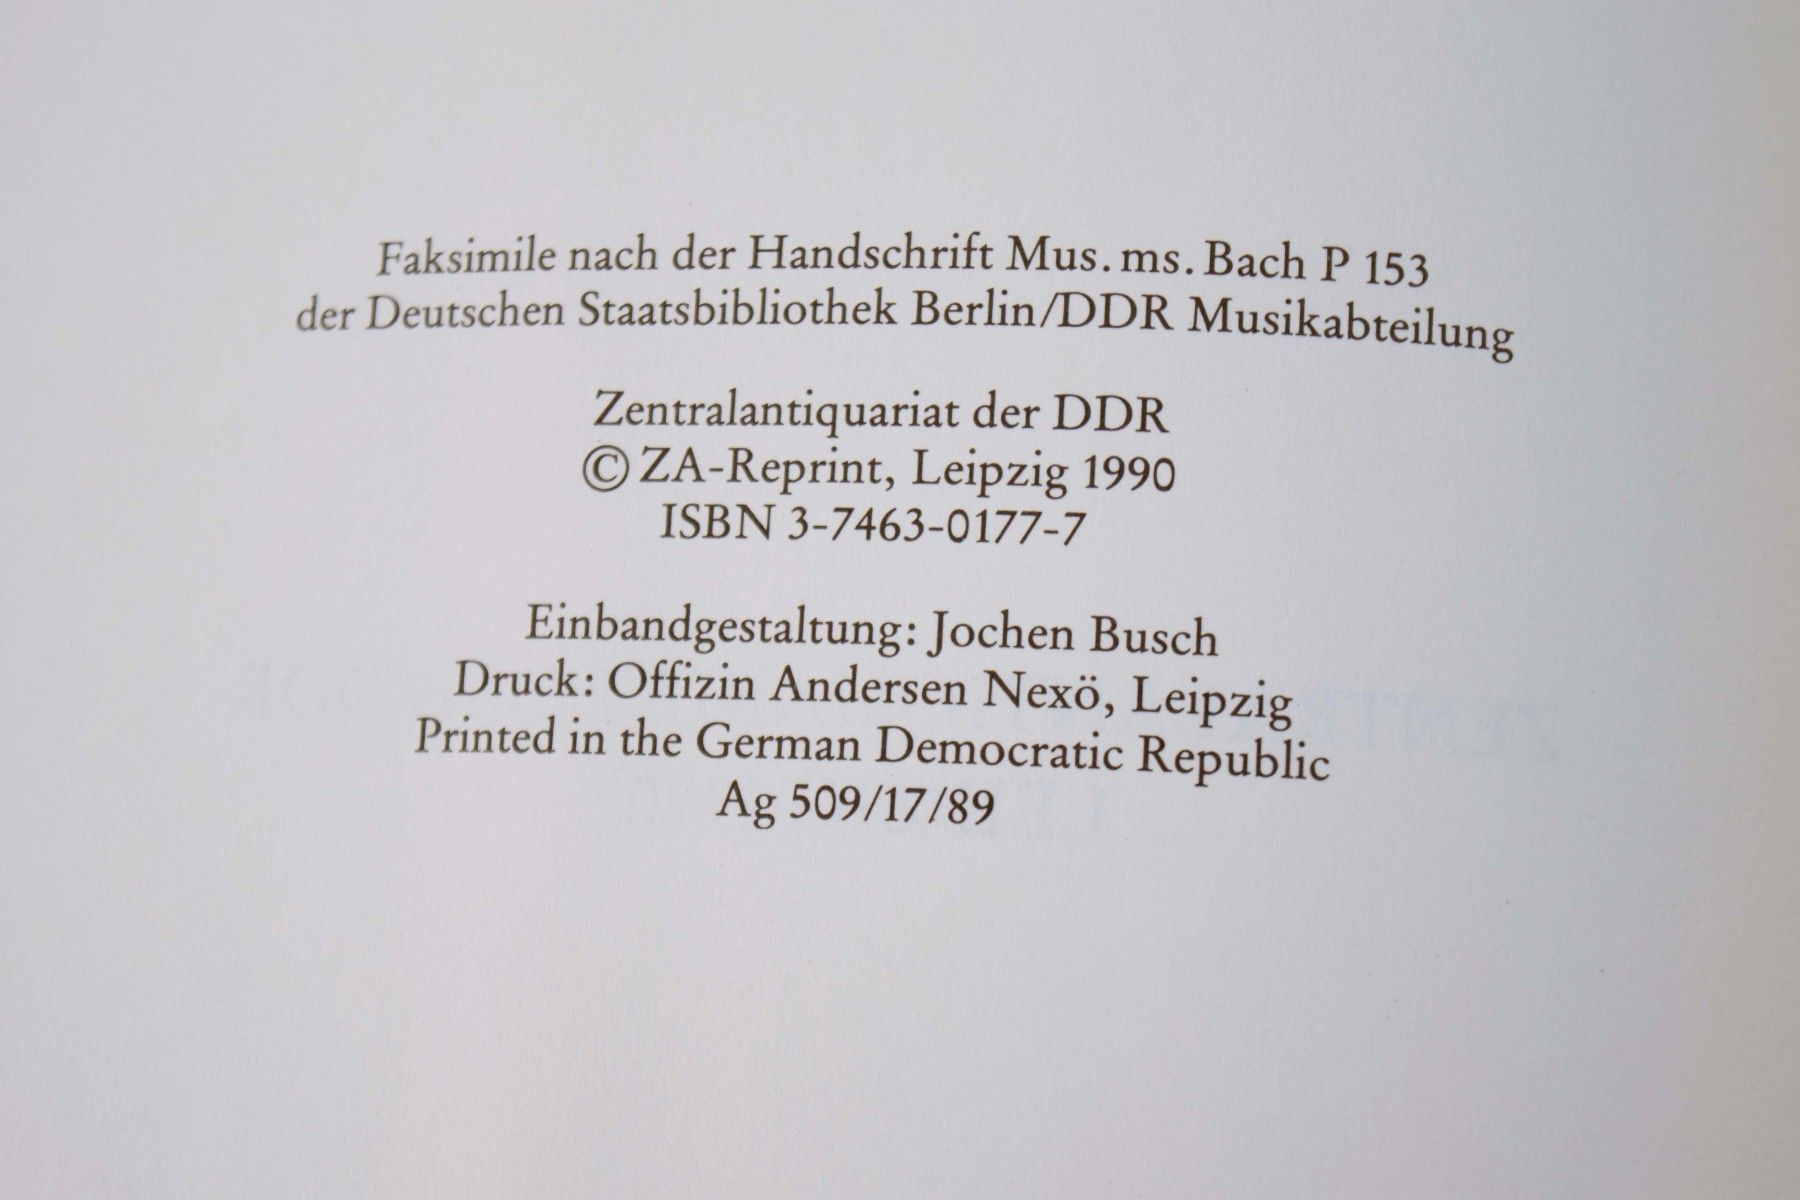 Faksimile nach der Handschrift Mus. ms. Bach P 153
der Deutschen Staatsbibliothek Berlin/DDR Musikabteilung
Zentralantiquariat der DDR
© ZA-Reprint, Leipzig 1990
ISBN 3-7463-0177-7
Einbandgestaltung: Jochen Busch
Druck: Offizin Andersen Nexö, Leipzig
Printed in the German Democratic Republic
Ag 509/17/89